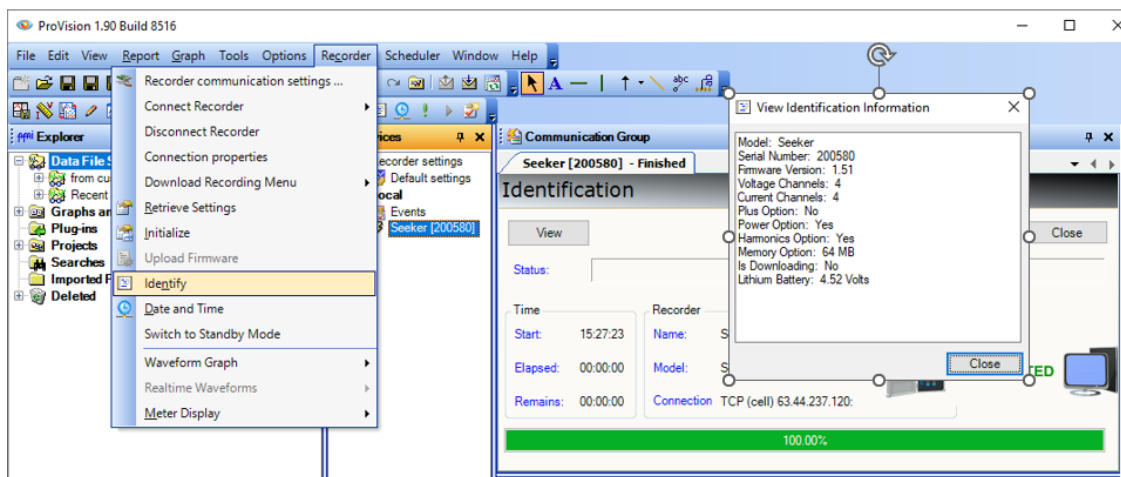 ProVision 1.90 Build 8516
File Edit View Report Graph Tools Options Recorder Scheduler Window Help
A
abc
Recorder communication settings ...
Connect Recorder
Disconnect Recorder
Connection properties
Download Recording Menu
Retrieve Settings
Initialize
Upload Firmware
Identify
Date and Time
Switch to Standby Mode
Waveform Graph
Realtime Waveforms
Meter Display
pmi Explorer
Data File S
from cu
Recent
Graphs an
Plug-ins
Projects
Searches
Imported F
Deleted
ices
ecorder settings
Default settings
ocal
Events
Seeker [200580]
Communication Group
Seeker [200580] - Finished
Identification
View
Close
Status:
Time
Start: 15:27:23
Elapsed: 00:00:00
Remains: 00:00:00
Recorder
Name: S
Model: S
Connection TCP (cell) 63.44.237.120:
TED
100.00%
View Identification Information
Model: Seeker
Serial Number: 200580
Firmware Version: 1.51
Voltage Channels: 4
Current Channels: 4
Plus Option: No
Power Option: Yes
Harmonics Option: Yes
Memory Option: 64 MB
Is Downloading: No
Lithium Battery: 4.52 Volts
Close